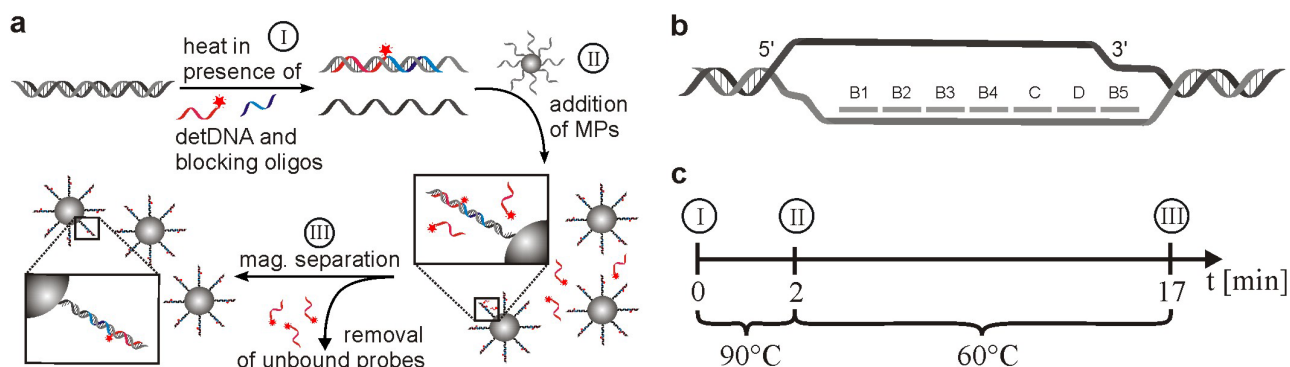 a
heat in
presence of
I
detDNA and
blocking oligos
II
addition
of MPs
III
mag. separation
removal
of unbound probes
b
5' 3'
B1 B2 B3 B4 C D B5
c
I II III
0 2 17 t [min]
90°C 60°C